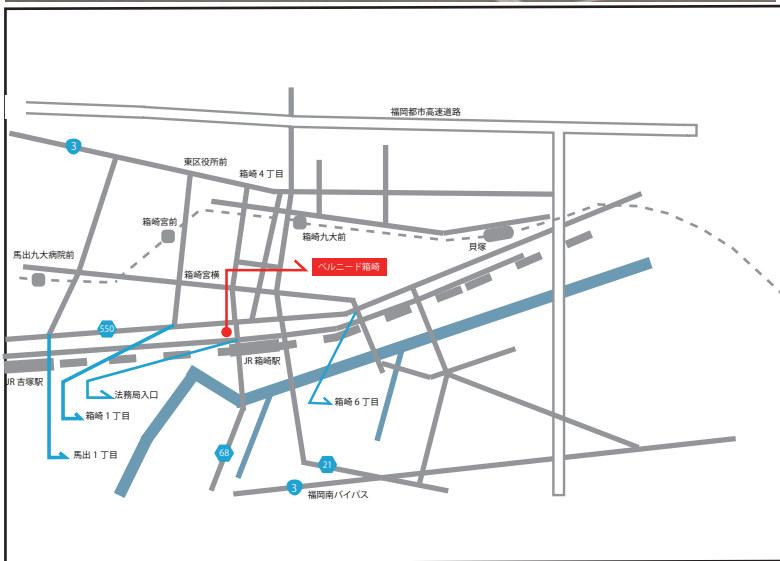 福岡都市高速道路
3
東区役所前
箱崎4丁目
箱崎宮前
箱崎九大前
貝塚
馬出九大病院前
箱崎宮横
ベルニード箱崎
550
JR 箱崎駅
JR 吉塚駅
法務局入口
箱崎6丁目
箱崎1丁目
馬出1丁目
68
21
3
福岡南バイパス